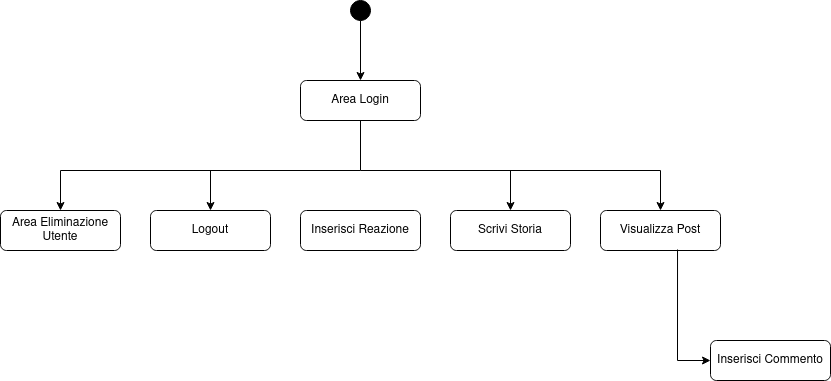 Area Login
Area Eliminazione
Utente
Logout
Inserisci Reazione
Scrivi Storia
Visualizza Post
Inserisci Commento